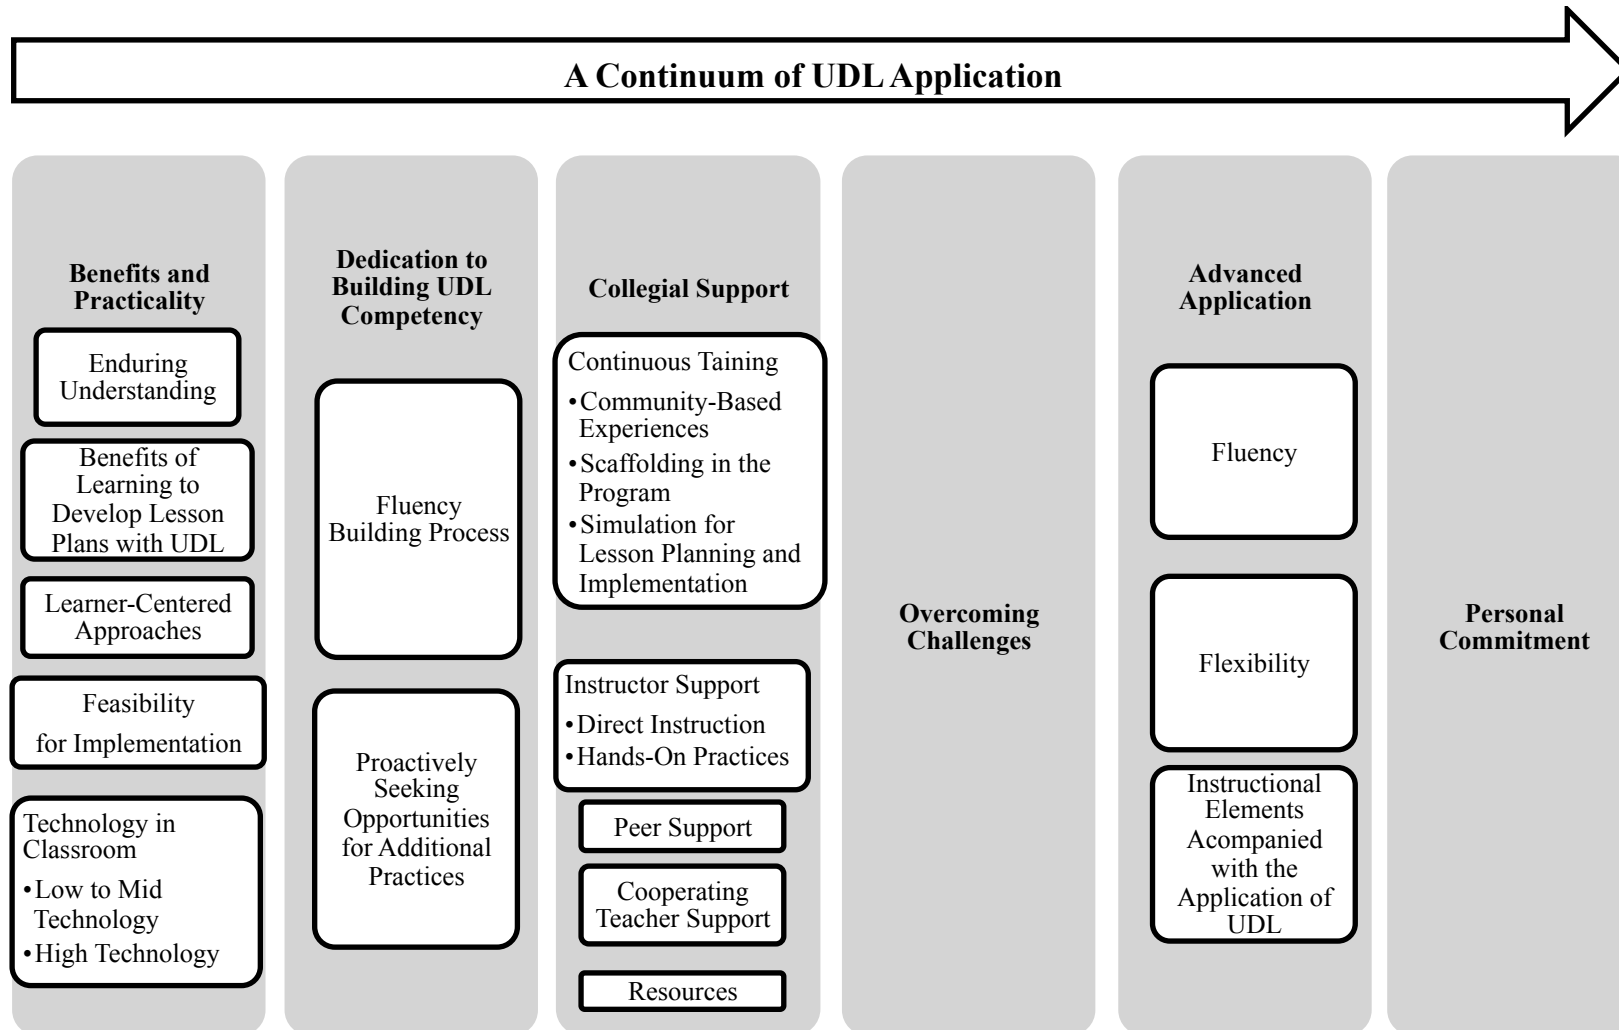 A Continuum of UDL Application
Benefits and
Practicality
Enduring
Understanding
Benefits of
Learning to
Develop Lesson
Plans with UDL
Learner-Centered
Approaches
Feasibility
for Implementation
Technology in
Classroom
•Low to Mid
Technology
•High Technology
Dedication to
Building UDL
Competency
Fluency
Building Process
Proactively
Seeking
Opportunities
for Additional
Practices
Collegial Support
Continuous Taining
•Community-Based
Experiences
•Scaffolding in the
Program
•Simulation for
Lesson Planning and
Implementation
Instructor Support
•Direct Instruction
•Hands-On Practices
Peer Support
Cooperating
Teacher Support
Resources
Overcoming
Challenges
Advanced
Application
Fluency
Flexibility
Instructional
Elements
Acompanied
with the
Application of
UDL
Personal
Commitment